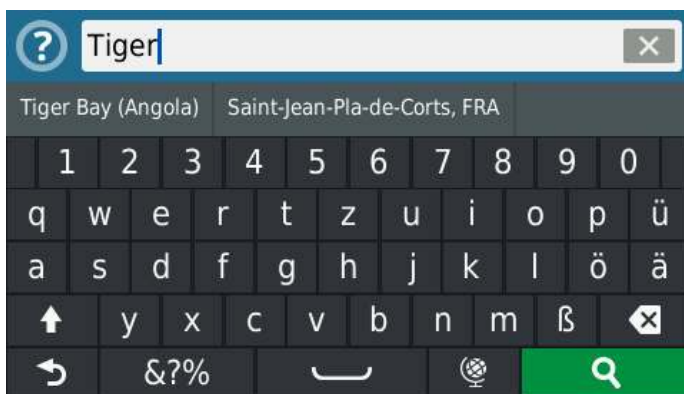 ? Tiger
Tiger Bay (Angola) Saint-Jean-Pla-de-Corts, FRA
1 2 3 4 5 6 7 8 9 0
q w e r t z u i o p ü
a s d f g h j k l ö ä
y x c v b n m ß
&?%